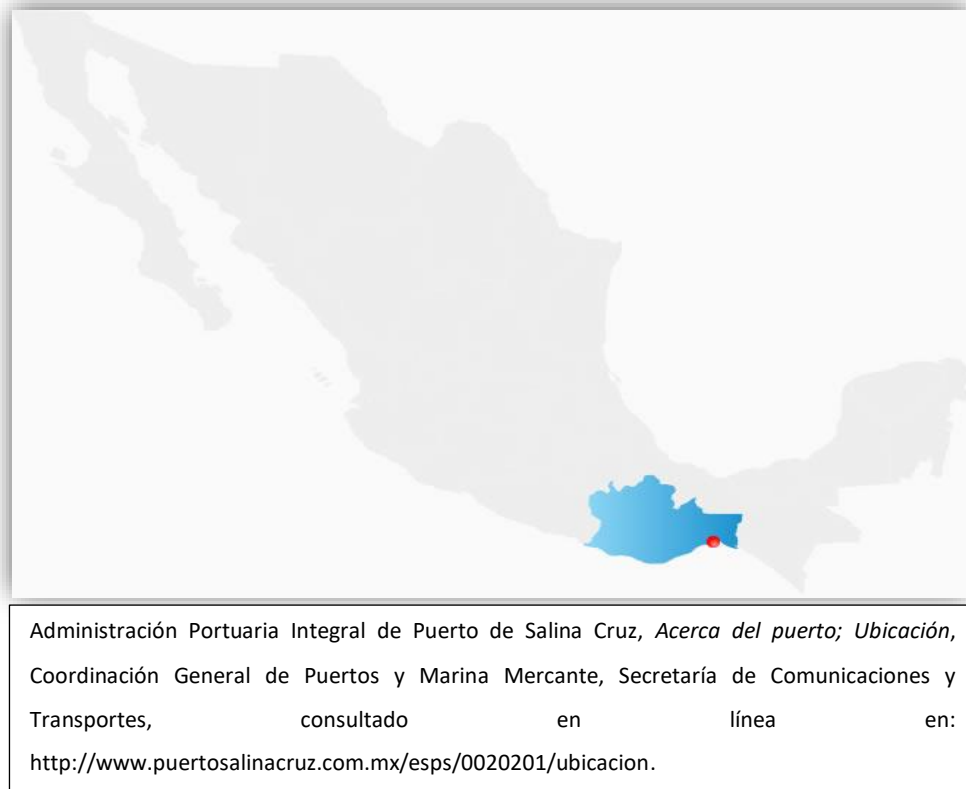 Administración Portuaria Integral de Puerto de Salina Cruz, Acerca del puerto; Ubicación,
Coordinación General de Puertos y Marina Mercante, Secretaría de Comunicaciones y
Transportes, consultado en línea en:
http://www.puertosalinacruz.com.mx/esps/0020201/ubicacion.